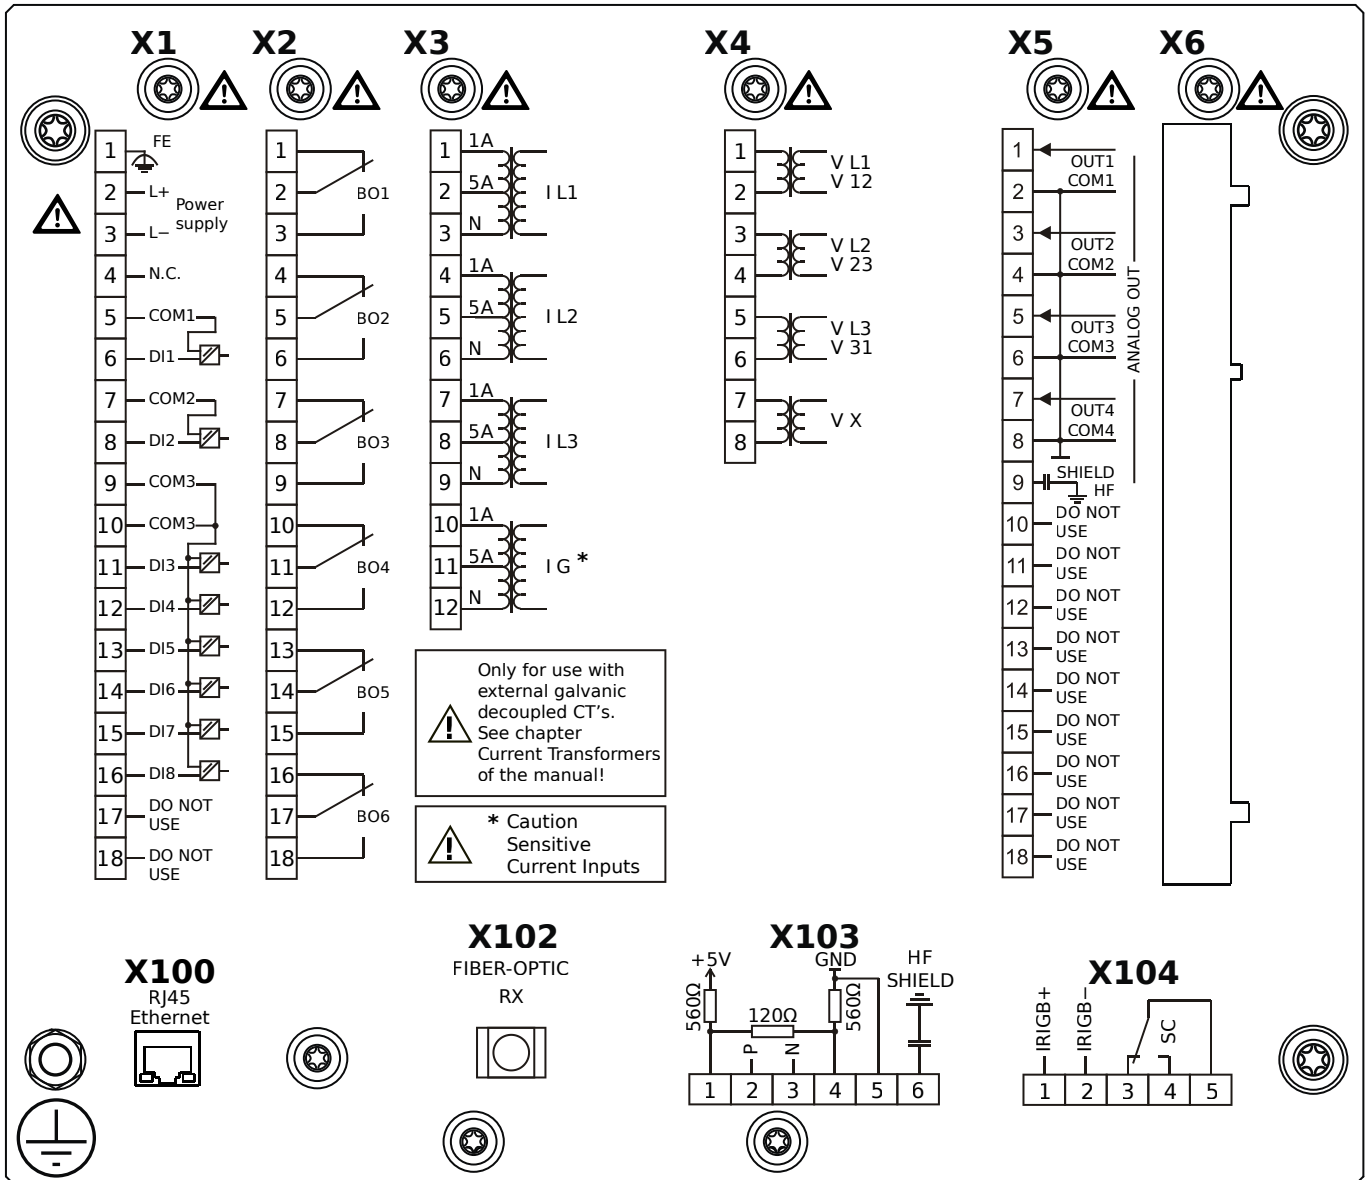 X1
X2
X3
X4
X5
X6
1 FE
2 L+
Power
supply
3 L−
4 N.C.
5 COM1
6 DI1
7 COM2
8 DI2
9 COM3
10 COM3
11 DI3
12 DI4
13 DI5
14 DI6
15 DI7
16 DI8
17 DO NOT
USE
18 DO NOT
USE
1
2 BO1
3
4
5 BO2
6
7
8 BO3
9
10
11 BO4
12
13
14 BO5
15
16
17 BO6
18
1 1A
2 5A I L1
3 N
4 1A
5 5A I L2
6 N
7 1A
8 5A I L3
9 N
10 1A
11 5A I G *
12 N
Only for use with
external galvanic
decoupled CT's.
See chapter
Current Transformers
of the manual!
* Caution
Sensitive
Current Inputs
1 V L1
2 V 12
3 V L2
4 V 23
5 V L3
6 V 31
7 V X
8
1 OUT1
2 COM1
3 OUT2
4 COM2
5 OUT3
6 COM3
7 OUT4
8 COM4
ANALOG OUT
9 SHIELD
HF
10 DO NOT
USE
11 DO NOT
USE
12 DO NOT
USE
13 DO NOT
USE
14 DO NOT
USE
15 DO NOT
USE
16 DO NOT
USE
17 DO NOT
USE
18 DO NOT
USE
X100
RJ45
Ethernet
X102
FIBER-OPTIC
RX
X103
+5V
GND
HF
SHIELD
560Ω
120Ω
560Ω
P
N
1 2 3 4 5 6
X104
IRIGB+
IRIGB−
SC
1 2 3 4 5